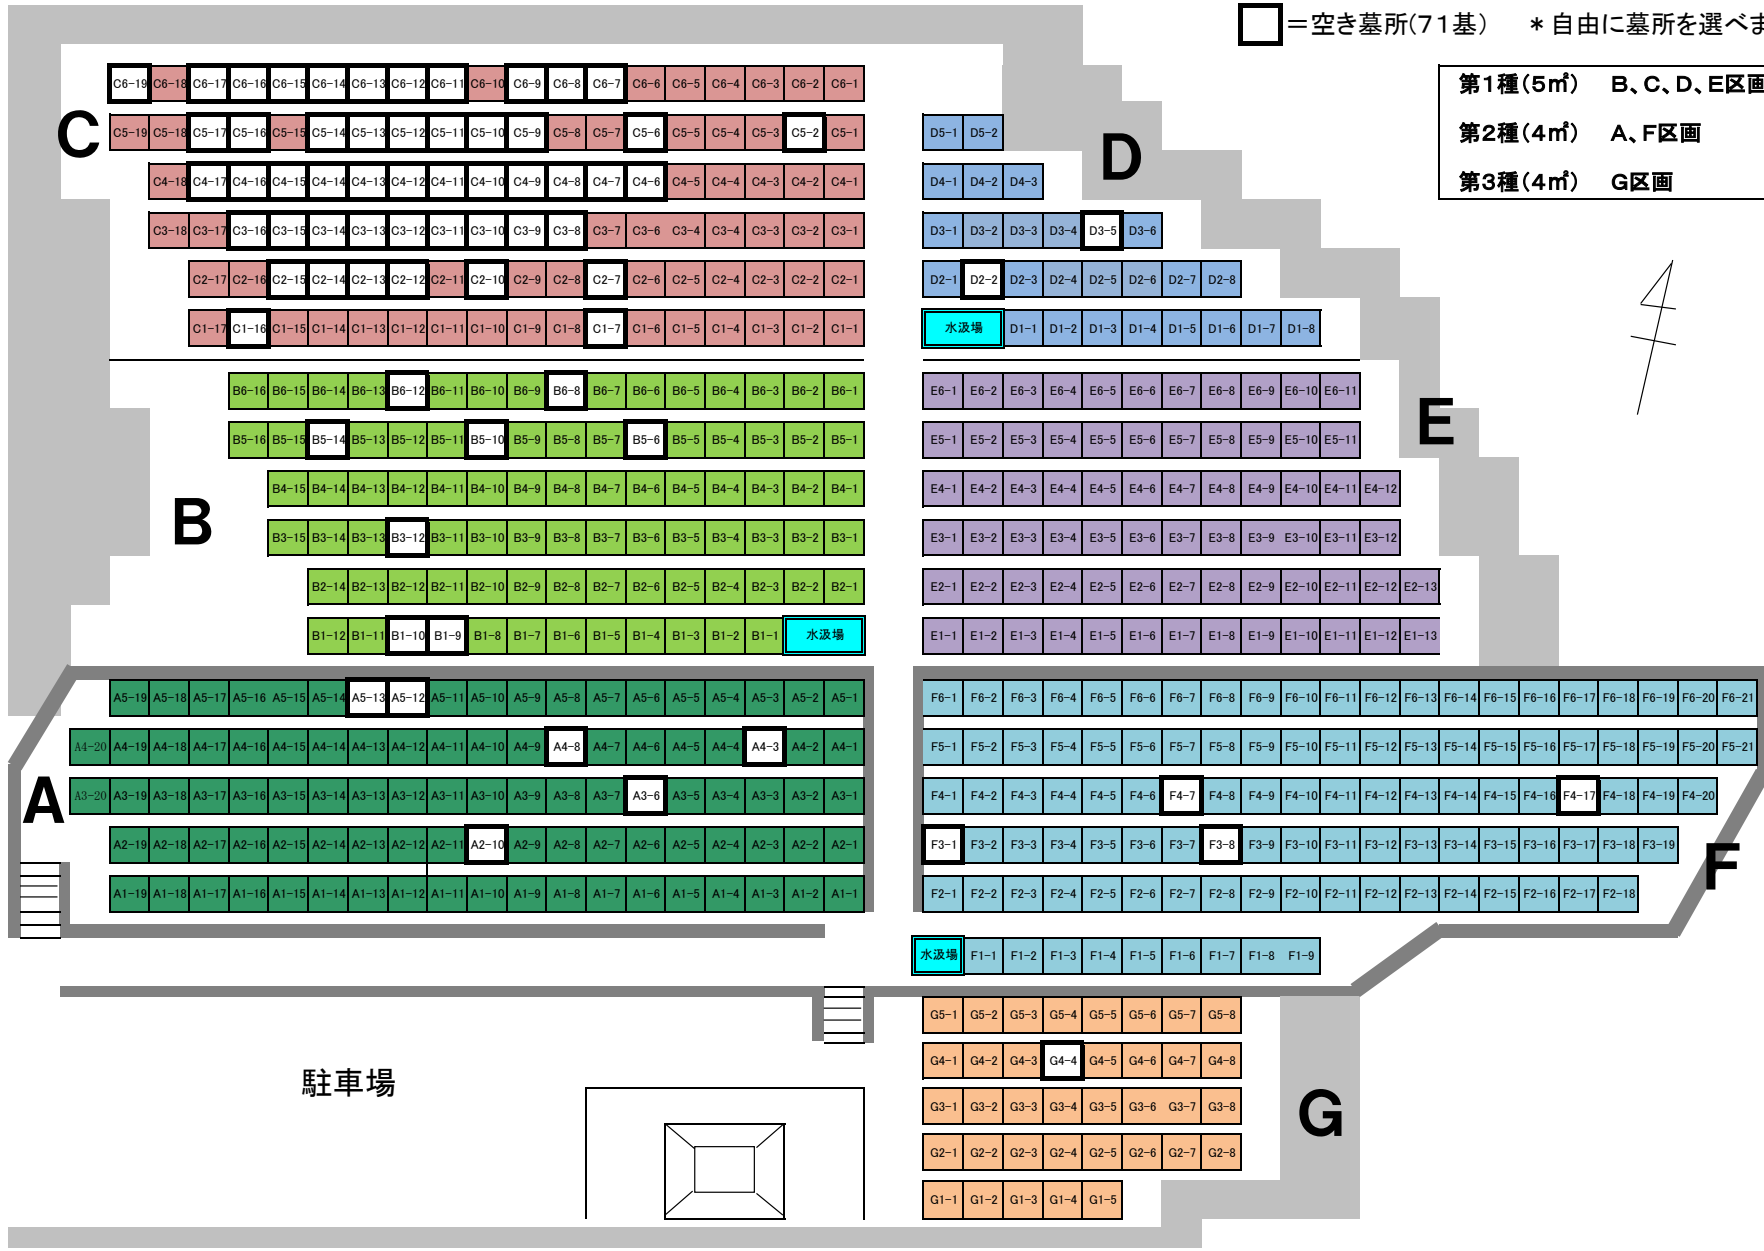 ＝空き墓所(71基)　＊自由に墓所を選べま
第1種(5㎡)　B、C、D、E区画
第2種(4㎡)　A、F区画
第3種(4㎡)　G区画
C
C6-19 C6-18 C6-17 C6-16 C6-15 C6-14 C6-13 C6-12 C6-11 C6-10 C6-9 C6-8 C6-7 C6-6 C6-5 C6-4 C6-3 C6-2 C6-1
C5-19 C5-18 C5-17 C5-16 C5-15 C5-14 C5-13 C5-12 C5-11 C5-10 C5-9 C5-8 C5-7 C5-6 C5-5 C5-4 C5-3 C5-2 C5-1
C4-18 C4-17 C4-16 C4-15 C4-14 C4-13 C4-12 C4-11 C4-10 C4-9 C4-8 C4-7 C4-6 C4-5 C4-4 C4-3 C4-2 C4-1
C3-18 C3-17 C3-16 C3-15 C3-14 C3-13 C3-12 C3-11 C3-10 C3-9 C3-8 C3-7 C3-6 C3-4 C3-4 C3-3 C3-2 C3-1
C2-17 C2-16 C2-15 C2-14 C2-13 C2-12 C2-11 C2-10 C2-9 C2-8 C2-7 C2-6 C2-5 C2-4 C2-3 C2-2 C2-1
C1-17 C1-16 C1-15 C1-14 C1-13 C1-12 C1-11 C1-10 C1-9 C1-8 C1-7 C1-6 C1-5 C1-4 C1-3 C1-2 C1-1
D
D5-1 D5-2
D4-1 D4-2 D4-3
D3-1 D3-2 D3-3 D3-4 D3-5 D3-6
D2-1 D2-2 D2-3 D2-4 D2-5 D2-6 D2-7 D2-8
水汲場 D1-1 D1-2 D1-3 D1-4 D1-5 D1-6 D1-7 D1-8
B
B6-16 B6-15 B6-14 B6-13 B6-12 B6-11 B6-10 B6-9 B6-8 B6-7 B6-6 B6-5 B6-4 B6-3 B6-2 B6-1
B5-16 B5-15 B5-14 B5-13 B5-12 B5-11 B5-10 B5-9 B5-8 B5-7 B5-6 B5-5 B5-4 B5-3 B5-2 B5-1
B4-15 B4-14 B4-13 B4-12 B4-11 B4-10 B4-9 B4-8 B4-7 B4-6 B4-5 B4-4 B4-3 B4-2 B4-1
B3-15 B3-14 B3-13 B3-12 B3-11 B3-10 B3-9 B3-8 B3-7 B3-6 B3-5 B3-4 B3-3 B3-2 B3-1
B2-14 B2-13 B2-12 B2-11 B2-10 B2-9 B2-8 B2-7 B2-6 B2-5 B2-4 B2-3 B2-2 B2-1
B1-12 B1-11 B1-10 B1-9 B1-8 B1-7 B1-6 B1-5 B1-4 B1-3 B1-2 B1-1 水汲場
E
E6-1 E6-2 E6-3 E6-4 E6-5 E6-6 E6-7 E6-8 E6-9 E6-10 E6-11
E5-1 E5-2 E5-3 E5-4 E5-5 E5-6 E5-7 E5-8 E5-9 E5-10 E5-11
E4-1 E4-2 E4-3 E4-4 E4-5 E4-6 E4-7 E4-8 E4-9 E4-10 E4-11 E4-12
E3-1 E3-2 E3-3 E3-4 E3-5 E3-6 E3-7 E3-8 E3-9 E3-10 E3-11 E3-12
E2-1 E2-2 E2-3 E2-4 E2-5 E2-6 E2-7 E2-8 E2-9 E2-10 E2-11 E2-12 E2-13
E1-1 E1-2 E1-3 E1-4 E1-5 E1-6 E1-7 E1-8 E1-9 E1-10 E1-11 E1-12 E1-13
A
A5-19 A5-18 A5-17 A5-16 A5-15 A5-14 A5-13 A5-12 A5-11 A5-10 A5-9 A5-8 A5-7 A5-6 A5-5 A5-4 A5-3 A5-2 A5-1
A4-20 A4-19 A4-18 A4-17 A4-16 A4-15 A4-14 A4-13 A4-12 A4-11 A4-10 A4-9 A4-8 A4-7 A4-6 A4-5 A4-4 A4-3 A4-2 A4-1
A3-20 A3-19 A3-18 A3-17 A3-16 A3-15 A3-14 A3-13 A3-12 A3-11 A3-10 A3-9 A3-8 A3-7 A3-6 A3-5 A3-4 A3-3 A3-2 A3-1
A2-19 A2-18 A2-17 A2-16 A2-15 A2-14 A2-13 A2-12 A2-11 A2-10 A2-9 A2-8 A2-7 A2-6 A2-5 A2-4 A2-3 A2-2 A2-1
A1-19 A1-18 A1-17 A1-16 A1-15 A1-14 A1-13 A1-12 A1-11 A1-10 A1-9 A1-8 A1-7 A1-6 A1-5 A1-4 A1-3 A1-2 A1-1
F
F6-1 F6-2 F6-3 F6-4 F6-5 F6-6 F6-7 F6-8 F6-9 F6-10 F6-11 F6-12 F6-13 F6-14 F6-15 F6-16 F6-17 F6-18 F6-19 F6-20 F6-21
F5-1 F5-2 F5-3 F5-4 F5-5 F5-6 F5-7 F5-8 F5-9 F5-10 F5-11 F5-12 F5-13 F5-14 F5-15 F5-16 F5-17 F5-18 F5-19 F5-20 F5-21
F4-1 F4-2 F4-3 F4-4 F4-5 F4-6 F4-7 F4-8 F4-9 F4-10 F4-11 F4-12 F4-13 F4-14 F4-15 F4-16 F4-17 F4-18 F4-19 F4-20
F3-1 F3-2 F3-3 F3-4 F3-5 F3-6 F3-7 F3-8 F3-9 F3-10 F3-11 F3-12 F3-13 F3-14 F3-15 F3-16 F3-17 F3-18 F3-19
F2-1 F2-2 F2-3 F2-4 F2-5 F2-6 F2-7 F2-8 F2-9 F2-10 F2-11 F2-12 F2-13 F2-14 F2-15 F2-16 F2-17 F2-18
水汲場 F1-1 F1-2 F1-3 F1-4 F1-5 F1-6 F1-7 F1-8 F1-9
G5-1 G5-2 G5-3 G5-4 G5-5 G5-6 G5-7 G5-8
G4-1 G4-2 G4-3 G4-4 G4-5 G4-6 G4-7 G4-8
G3-1 G3-2 G3-3 G3-4 G3-5 G3-6 G3-7 G3-8
G2-1 G2-2 G2-3 G2-4 G2-5 G2-6 G2-7 G2-8
G1-1 G1-2 G1-3 G1-4 G1-5
G
駐車場